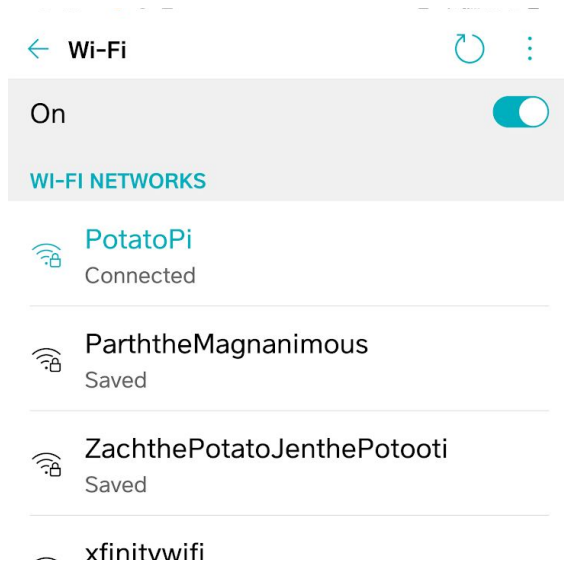 Wi-Fi
On
WI-FI NETWORKS
PotatoPi
Connected
ParththeMagnanimous
Saved
ZachthePotatoJenthePotooti
Saved
xfinitywifi